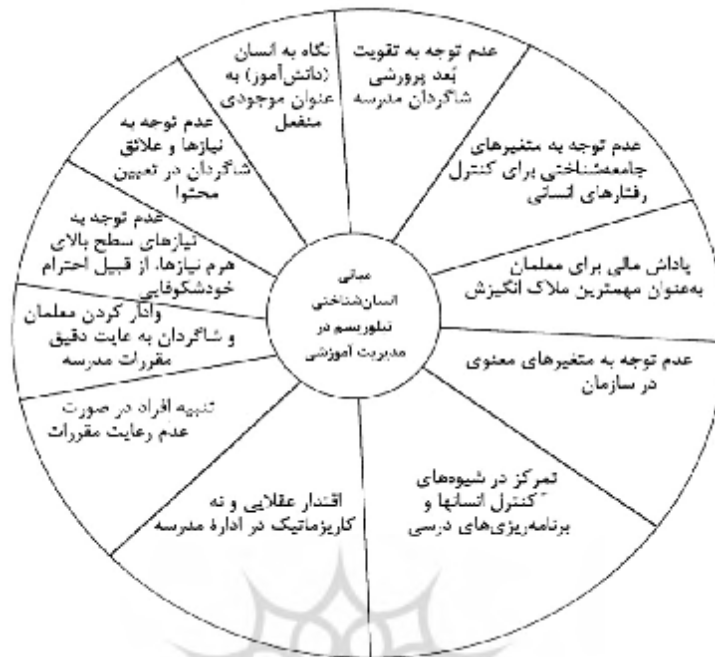 عدم توجه به تقویت
بُعد پرورشی
شاگردان مدرسه
عدم توجه به متغیرهای
جامعه‌شناختی برای کنترل
رفتارهای انسانی
پاداش مالی برای معلمان
به‌عنوان مهمترین ملاک انگیزش
عدم توجه به متغیرهای معنوی
در سازمان
تمرکز در شیوه‌های
کنترل انسانها و
برنامه‌ریزی‌های درسی
اقتدار عقلایی و نه
کاریزماتیک در ادارهٔ مدرسه
تنبیه افراد در صورت
عدم رعایت مقررات
وادار کردن معلمان
و شاگردان به عایت دقیق
مقررات مدرسه
عدم توجه به
نیازهای سطح بالای
هرم نیازها، از قبیل احترام
خودشکوفایی
عدم توجه به
نیازها و علائق
شاگردان در تعیین
محتوا
نگاه به انسان
(دانش‌آموز) به
عنوان موجودی
منفعل
مبانی
انسان‌شناختی
تیلوریسم در
مدیریت آموزشی